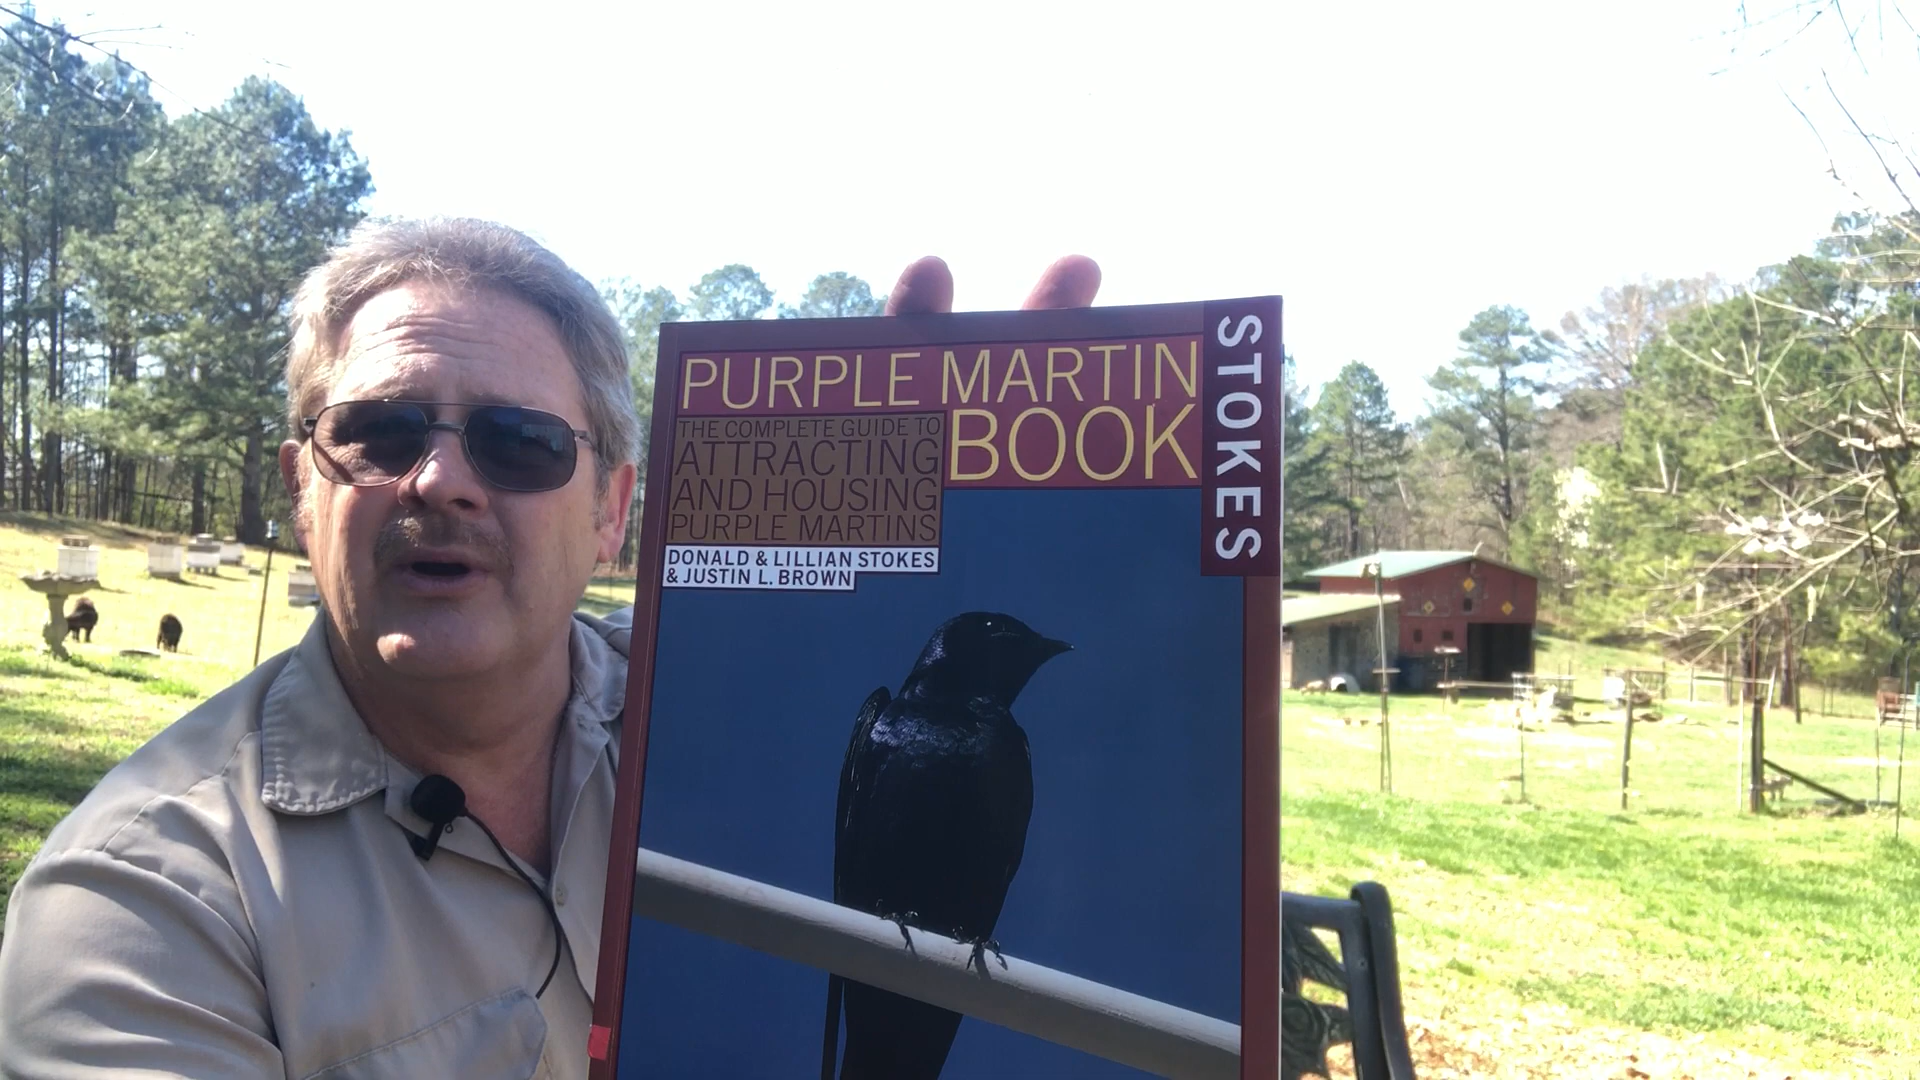 PURPLE MARTIN
BOOK
STOKES
THE COMPLETE GUIDE TO
ATTRACTING
AND HOUSING
PURPLE MARTINS
DONALD & LILLIAN STOKES
& JUSTIN L. BROWN